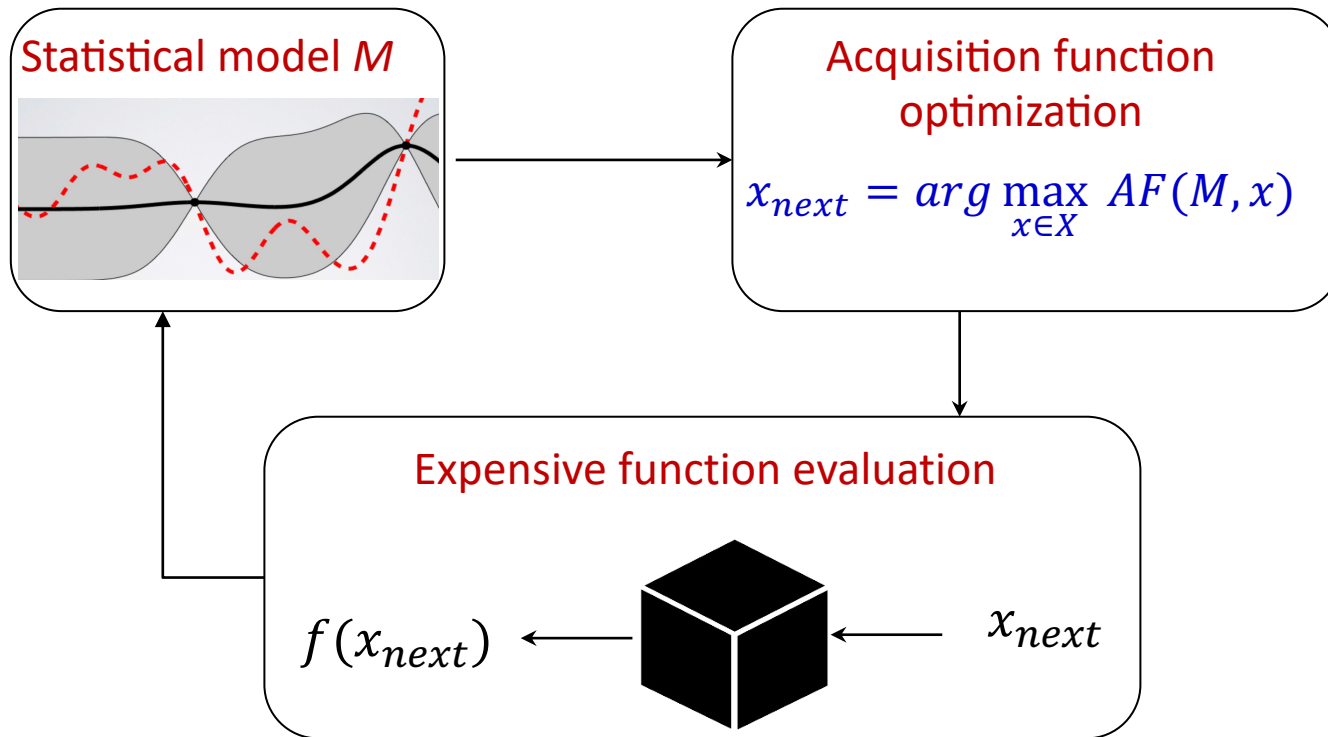 Statistical model M
Acquisition function
optimization
x_next = arg max_{x∈X} AF(M, x)
Expensive function evaluation
f(x_next)
x_next